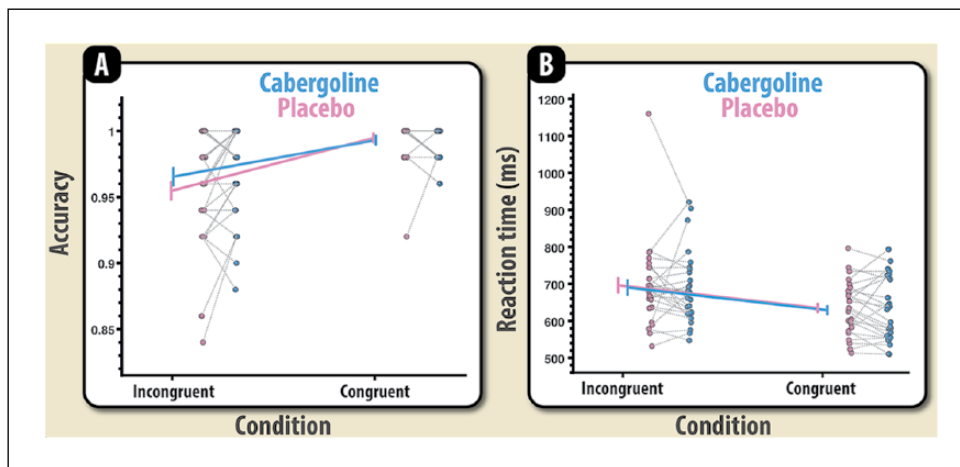 A
Cabergoline
Placebo
Accuracy
1
0.95
0.9
0.85
Incongruent
Congruent
Condition
B
Cabergoline
Placebo
Reaction time (ms)
1200
1100
1000
900
800
700
600
500
Incongruent
Congruent
Condition